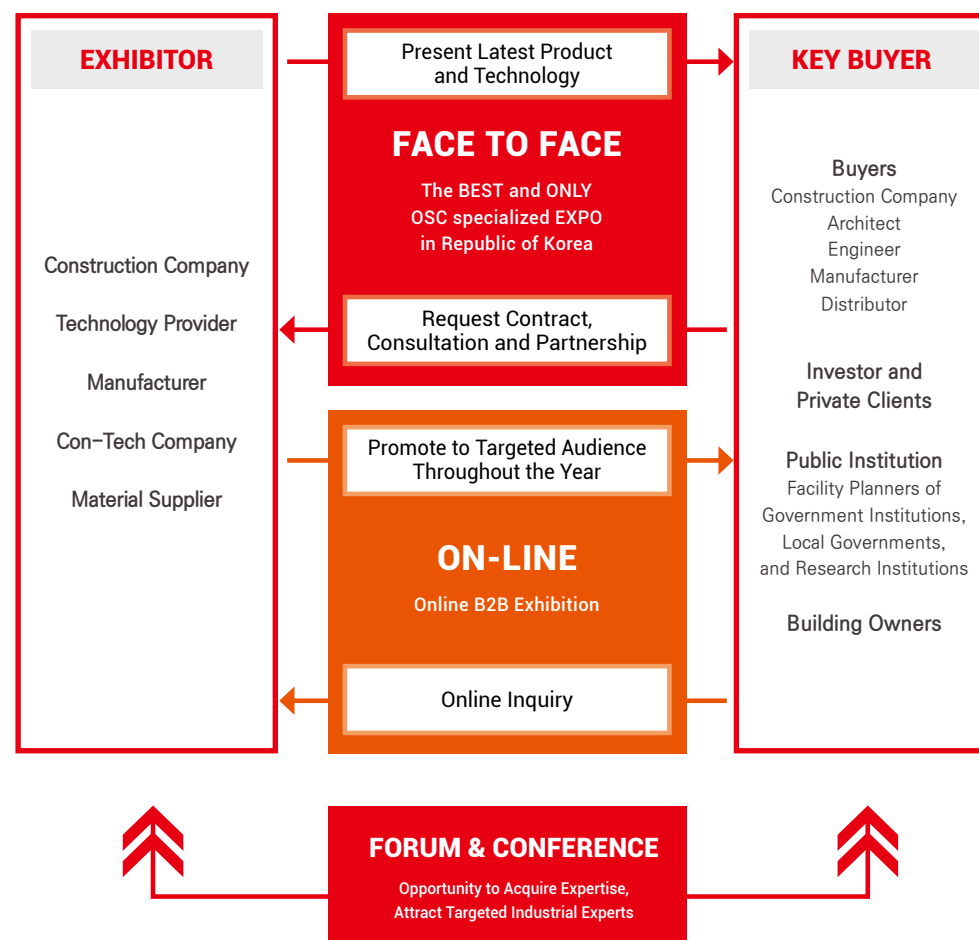 EXHIBITOR
Construction Company
Technology Provider
Manufacturer
Con-Tech Company
Material Supplier
Present Latest Product
and Technology
FACE TO FACE
The BEST and ONLY
OSC specialized EXPO
in Republic of Korea
Request Contract,
Consultation and Partnership
Promote to Targeted Audience
Throughout the Year
ON-LINE
Online B2B Exhibition
Online Inquiry
KEY BUYER
Buyers
Construction Company
Architect
Engineer
Manufacturer
Distributor
Investor and
Private Clients
Public Institution
Facility Planners of
Government Institutions,
Local Governments,
and Research Institutions
Building Owners
FORUM & CONFERENCE
Opportunity to Acquire Expertise,
Attract Targeted Industrial Experts